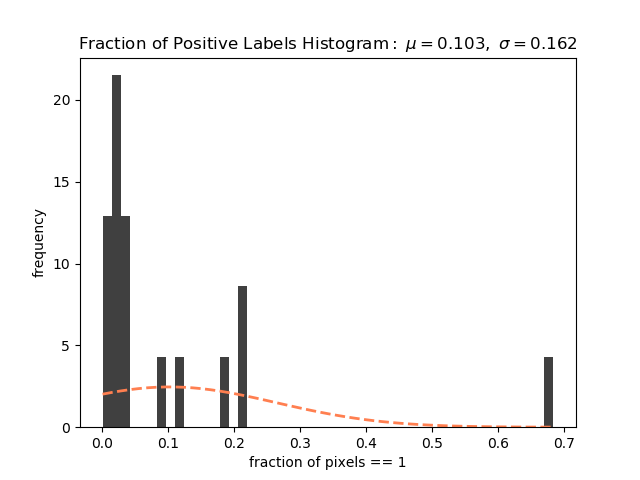 Fraction of Positive Labels Histogram: μ = 0.103, σ = 0.162
frequency
20
15
10
5
0
0.0 0.1 0.2 0.3 0.4 0.5 0.6 0.7
fraction of pixels == 1